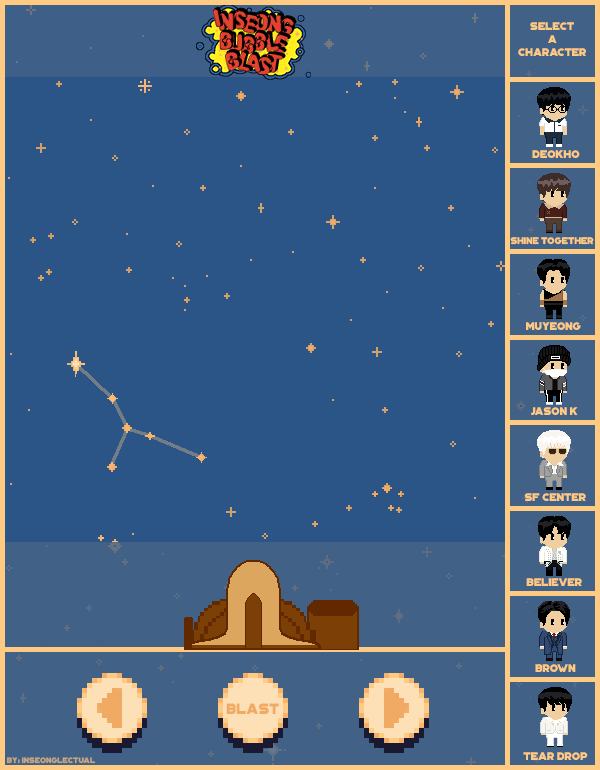 INSEONG
BUBBLE
BLAST
SELECT
A
CHARACTER
DEOKHO
SHINE TOGETHER
MUYEONG
JASON K
SF CENTER
BELIEVER
BROWN
TEAR DROP
BLAST
BY: INSEONGLECTUAL